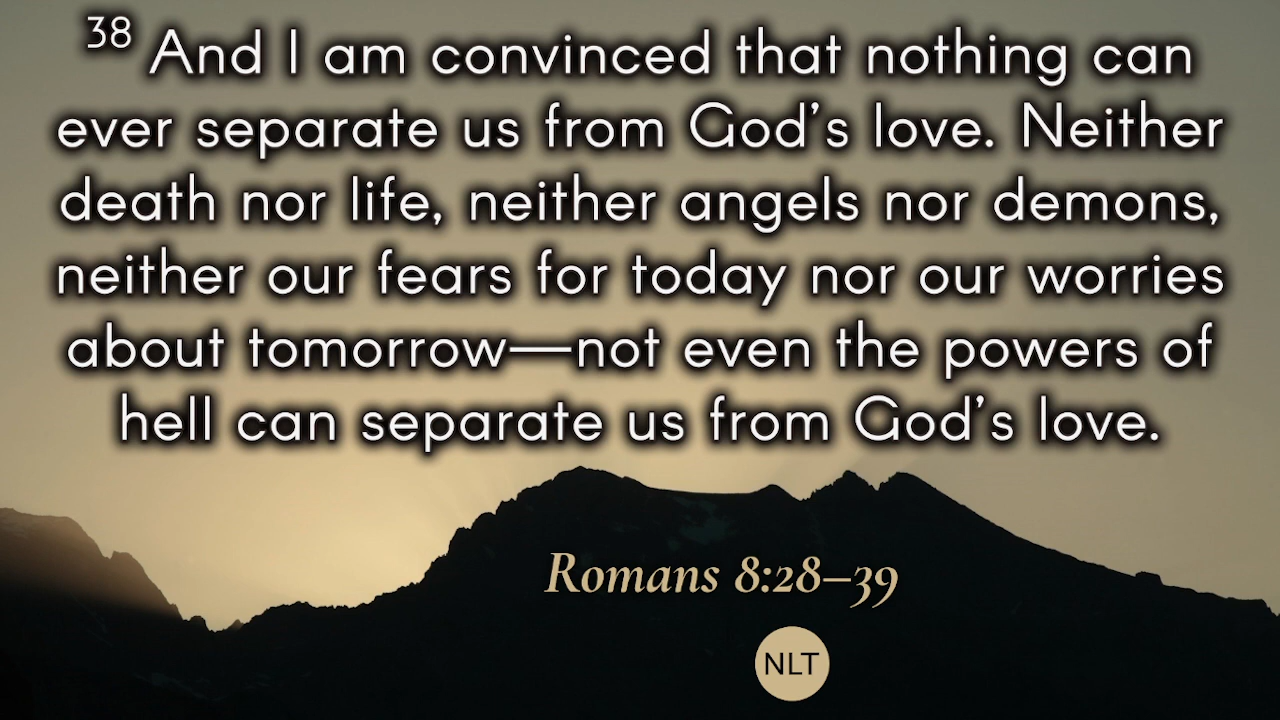 38 And I am convinced that nothing can
ever separate us from God’s love. Neither
death nor life, neither angels nor demons,
neither our fears for today nor our worries
about tomorrow—not even the powers of
hell can separate us from God’s love.
Romans 8:28–39
NLT